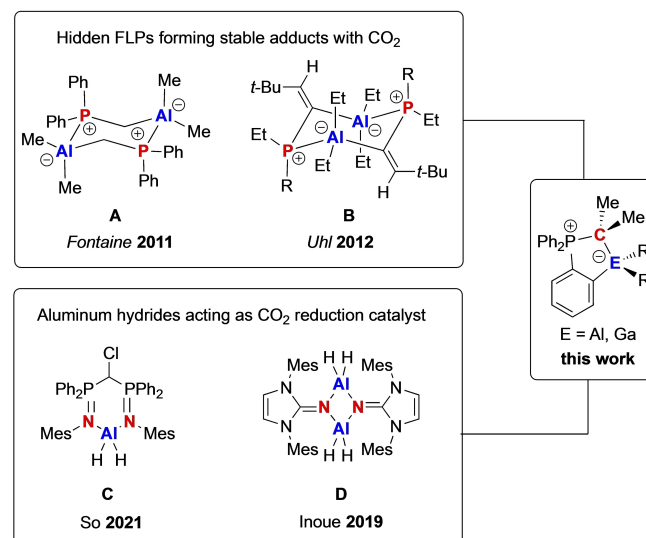 Hidden FLPs forming stable adducts with CO2
Ph
Me
Ph
P
⊕
Al
⊖
Me
Me
⊖
Al
⊕
P
Ph
Me
Ph
A
Fontaine 2011
H
t-Bu
Et
Et
R
⊕
P
Et
Al
⊖
Et
⊖
Al
P
⊕
Et
Et
R
t-Bu
H
B
Uhl 2012
Me
Me
⊕
Ph2P
C
⊖
E
R
R
E = Al, Ga
this work
Aluminum hydrides acting as CO2 reduction catalyst
Cl
Ph2P
PPh2
N
N
Mes
Al
Mes
H
H
C
So 2021
H
H
Mes
Al
Mes
N
N
N
N
N
N
Al
Mes
H
H
Mes
D
Inoue 2019